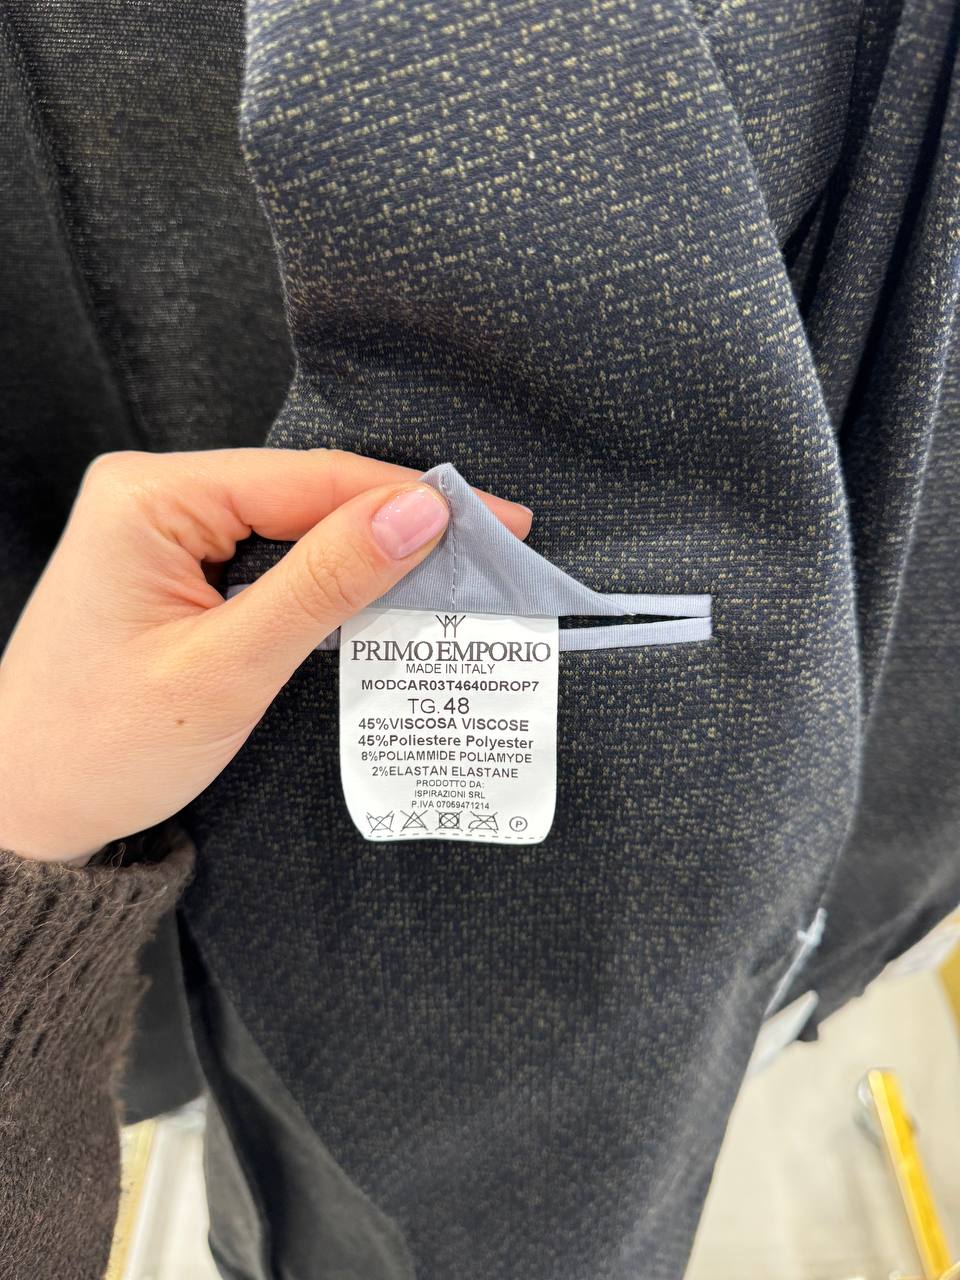 PRIMO EMPORIO
MADE IN ITALY
MODCAR03T4640DROP7
TG.48
45%VISCOSA VISCOSE
45%Poliestere Polyester
8%POLIAMMIDE POLIAMYDE
2%ELASTAN ELASTANE
PRODOTTO DA:
ISPIRAZIONI SRL
P.IVA 07069471214
P